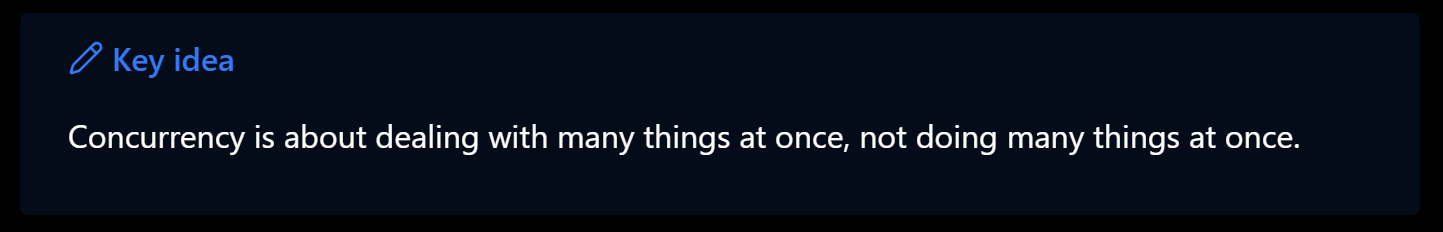 Key idea
Concurrency is about dealing with many things at once, not doing many things at once.